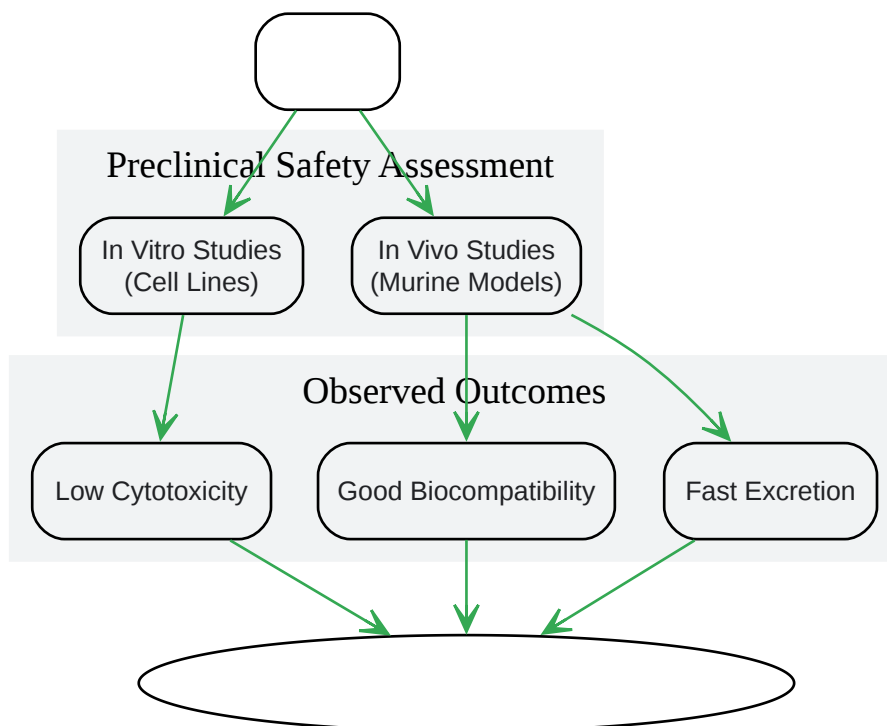 Preclinical Safety Assessment
In Vitro Studies
(Cell Lines)
In Vivo Studies
(Murine Models)
Observed Outcomes
Low Cytotoxicity
Good Biocompatibility
Fast Excretion